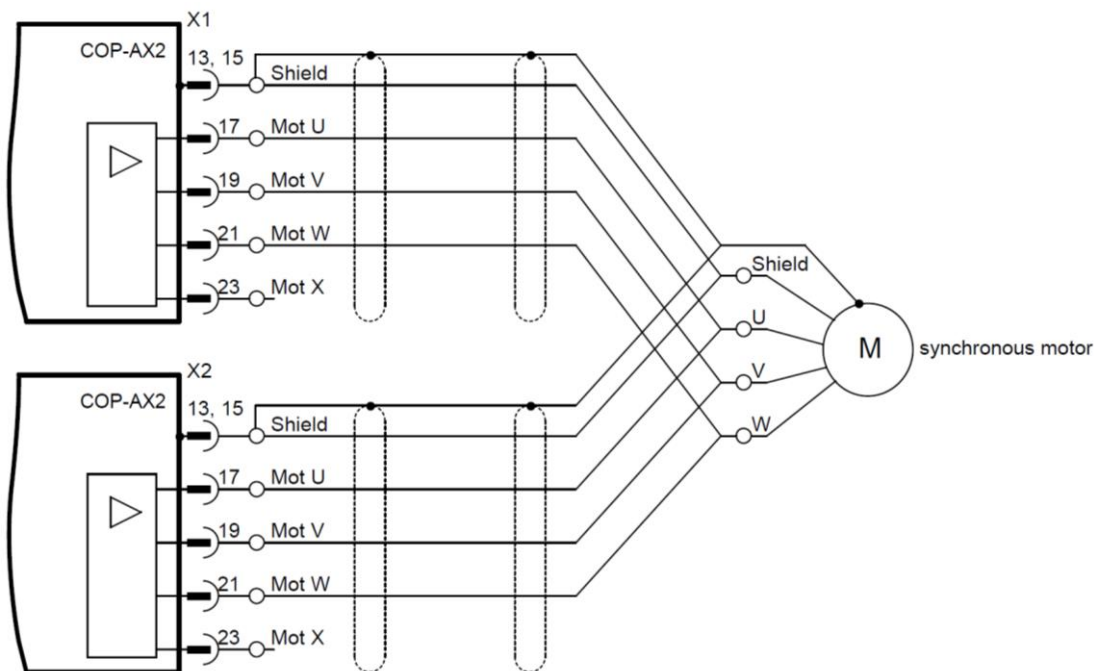 X1
COP-AX2
13, 15
Shield
17
Mot U
19
Mot V
21
Mot W
23
Mot X
X2
COP-AX2
13, 15
Shield
17
Mot U
19
Mot V
21
Mot W
23
Mot X
Shield
U
V
W
M
synchronous motor